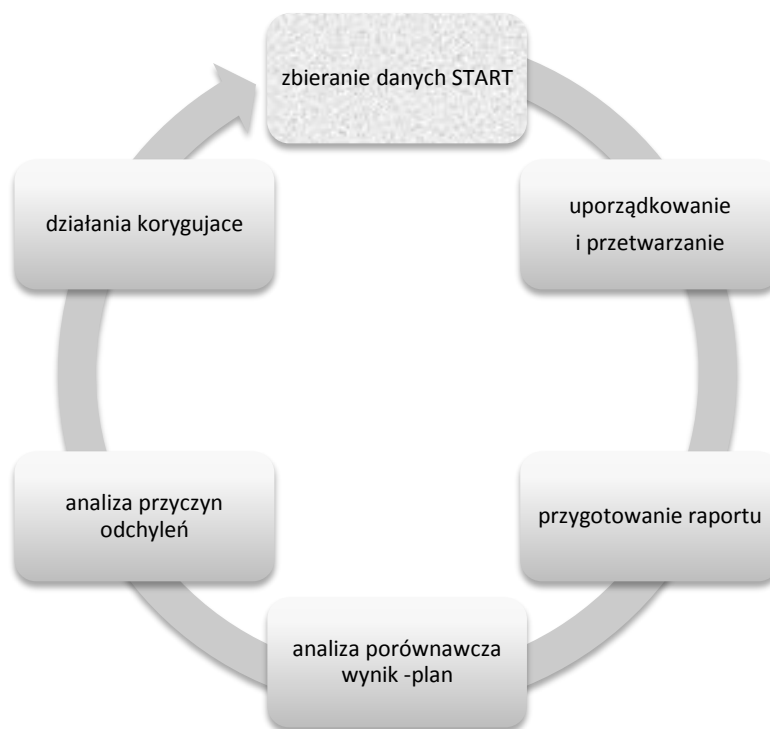 zbieranie danych START
uporządkowanie
i przetwarzanie
przygotowanie raportu
analiza porównawcza
wynik -plan
analiza przyczyn
odchyleń
działania korygujace